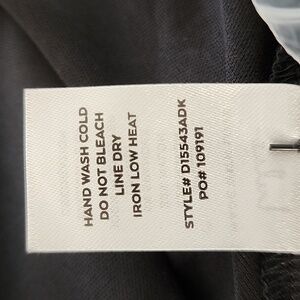 HAND WASH COLD
DO NOT BLEACH
LINE DRY
IRON LOW HEAT
STYLE# D15543ADK
PO# 109191